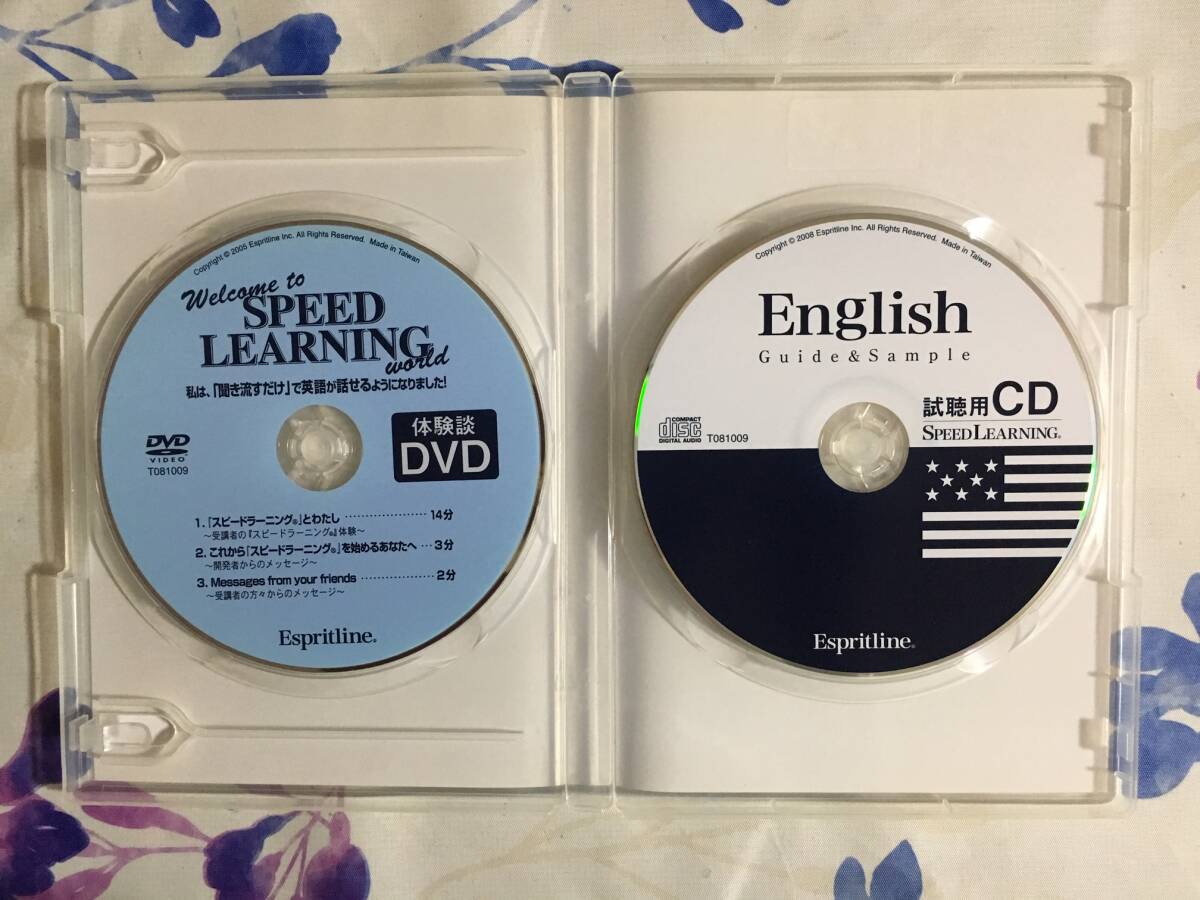 Copyright © 2005 Espritline Inc. All Rights Reserved. Made in Taiwan
Welcome to
SPEED
LEARNING
world
私は、「聞き流すだけ」で英語が話せるようになりました!
DVD
VIDEO
T081009
体験談
DVD
1.「スピードラーニング®」とわたし ………………… 14分
~受講者の『スピードラーニング®』体験~
2. これから「スピードラーニング®」を始めるあなたへ … 3分
~開発者からのメッセージ~
3. Messages from your friends ………………… 2分
~受講者の方々からのメッセージ~
Espritline®
Copyright © 2008 Espritline Inc. All Rights Reserved. Made in Taiwan
English
Guide & Sample
COMPACT
disc
DIGITAL AUDIO
T081009
試聴用CD
SPEED LEARNING®
Espritline®